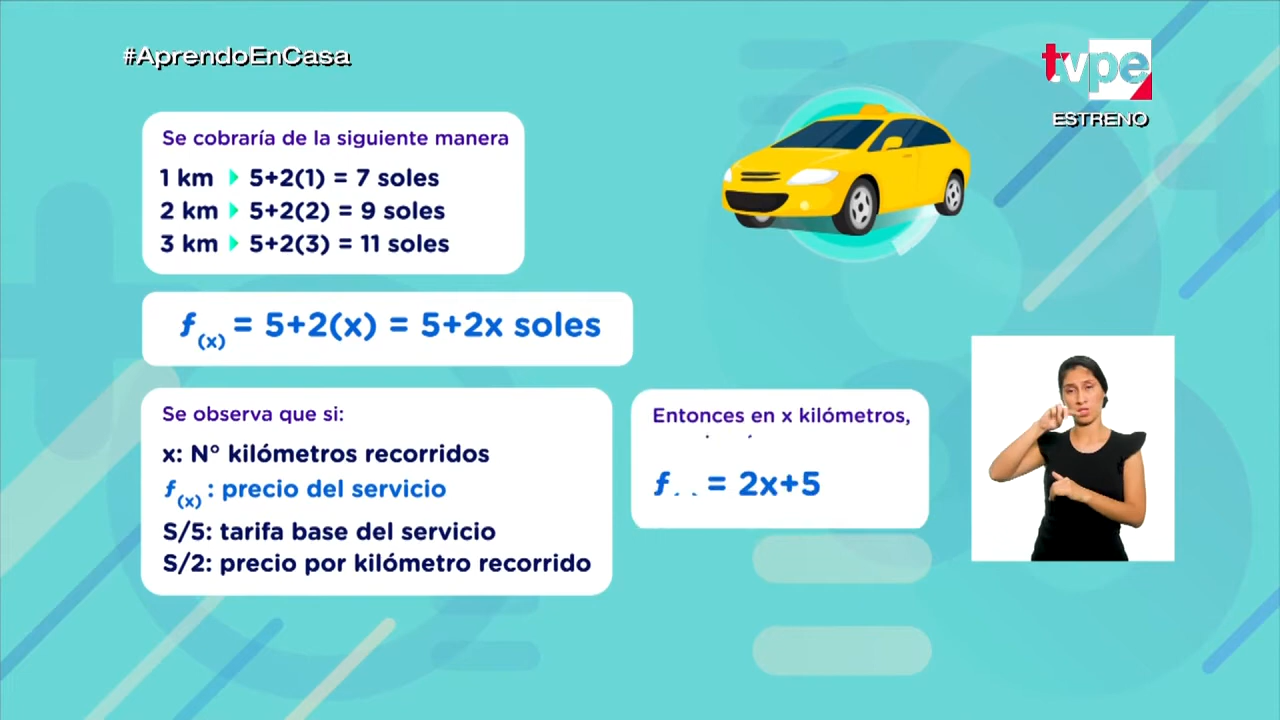 #AprendoEnCasa
tvpe
ESTRENO
Se cobraría de la siguiente manera
1 km 5+2(1) = 7 soles
2 km 5+2(2) = 9 soles
3 km 5+2(3) = 11 soles
f(x) = 5+2(x) = 5+2x soles
Se observa que si:
x: N° kilómetros recorridos
f(x) : precio del servicio
S/5: tarifa base del servicio
S/2: precio por kilómetro recorrido
Entonces en x kilómetros,
f = 2x+5